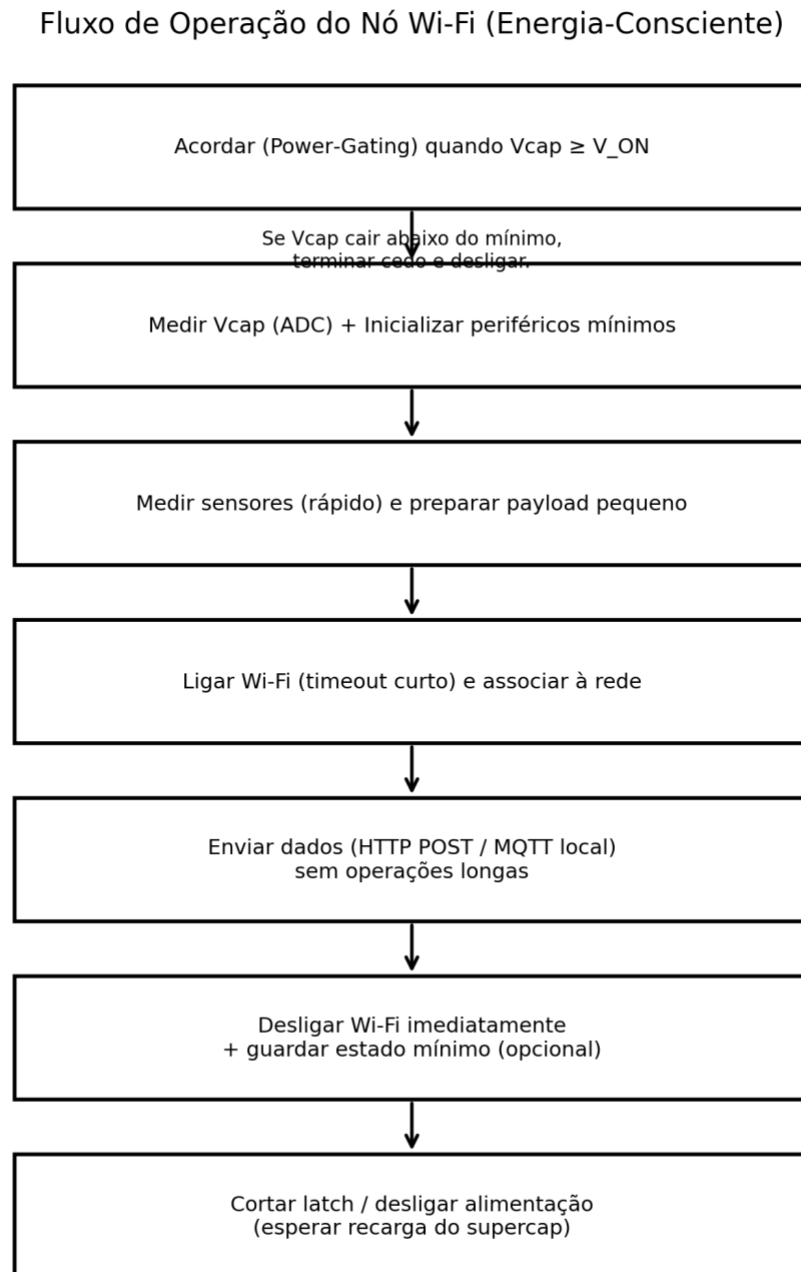 Fluxo de Operação do Nó Wi-Fi (Energia-Consciente)
Acordar (Power-Gating) quando Vcap ≥ V_ON
Se Vcap cair abaixo do mínimo,
terminar cedo e desligar.
Medir Vcap (ADC) + Inicializar periféricos mínimos
Medir sensores (rápido) e preparar payload pequeno
Ligar Wi-Fi (timeout curto) e associar à rede
Enviar dados (HTTP POST / MQTT local)
sem operações longas
Desligar Wi-Fi imediatamente
+ guardar estado mínimo (opcional)
Cortar latch / desligar alimentação
(esperar recarga do supercap)